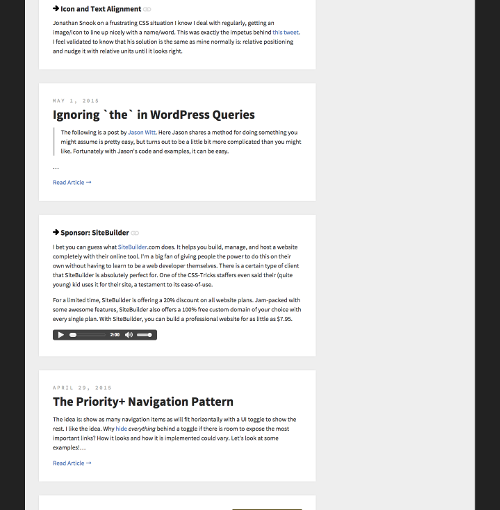 → Icon and Text Alignment
Jonathan Snook on a frustrating CSS situation I know I deal with regularly, getting an
image/icon to line up nicely with a name/word. This was exactly the impetus behind this tweet.
I feel validated to know that his solution is the same as mine normally is: relative positioning
and nudge it with relative units until it looks right.
MAY 1, 2015
Ignoring `the` in WordPress Queries
The following is a post by Jason Witt. Here Jason shares a method for doing something you
might assume is pretty easy, but turns out to be a little bit more complicated than you might
like. Fortunately with Jason's code and examples, it can be easy.
...
Read Article →
→ Sponsor: SiteBuilder
I bet you can guess what SiteBuilder.com does. It helps you build, manage, and host a website
completely with their online tool. I'm a big fan of giving people the power to do things on their
own without having to learn to be a web developer themselves. There is a certain type of client
that SiteBuilder is absolutely perfect for. One of the CSS-Tricks staffers even said their (quite
young) kid uses it for their site, a testament to its ease-of-use.
For a limited time, SiteBuilder is offering a 20% discount on all website plans. Jam-packed with
some awesome features, SiteBuilder also offers a 100% free custom domain of your choice with
every single plan. With SiteBuilder, you can build a professional website for as little as $7.95.
2:30
APRIL 29, 2015
The Priority+ Navigation Pattern
The idea is: show as many navigation items as will fit horizontally with a UI toggle to show the
rest. I like the idea. Why hide everything behind a toggle if there is room to expose the most
important links? How it looks and how it is implemented could vary. Let's look at some
examples!...
Read Article →